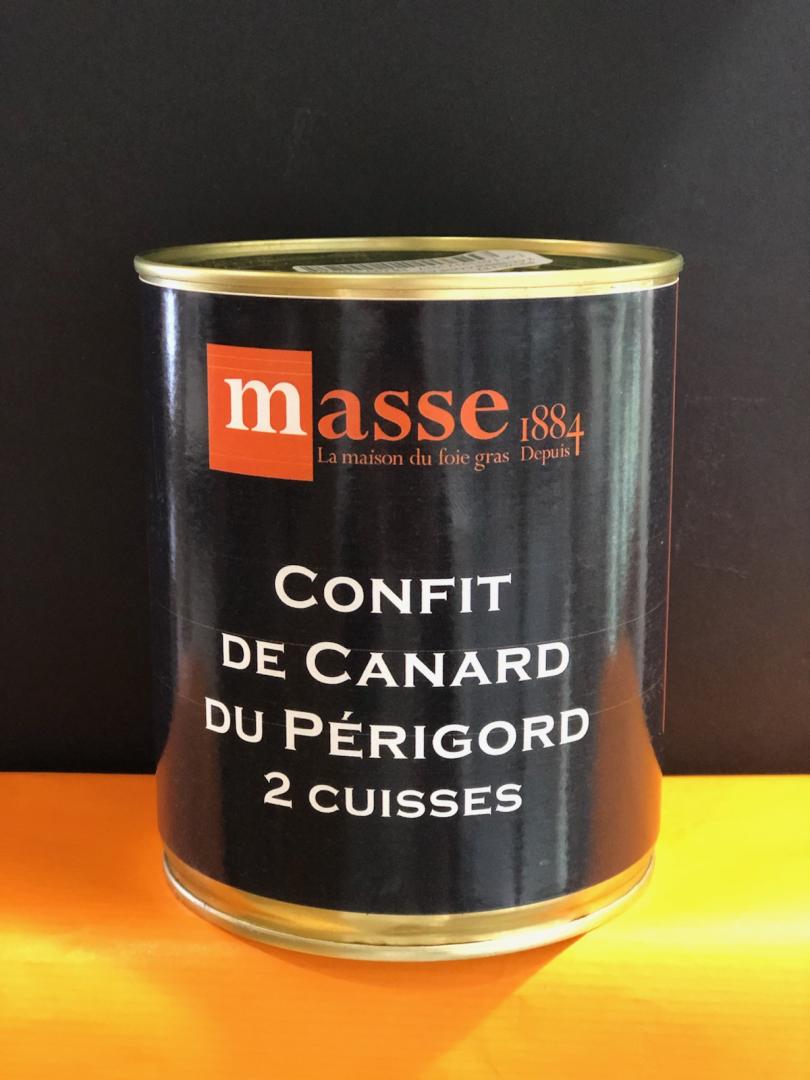 masse 1884
La maison du foie gras Depuis
CONFIT
DE CANARD
DU PÉRIGORD
2 CUISSES